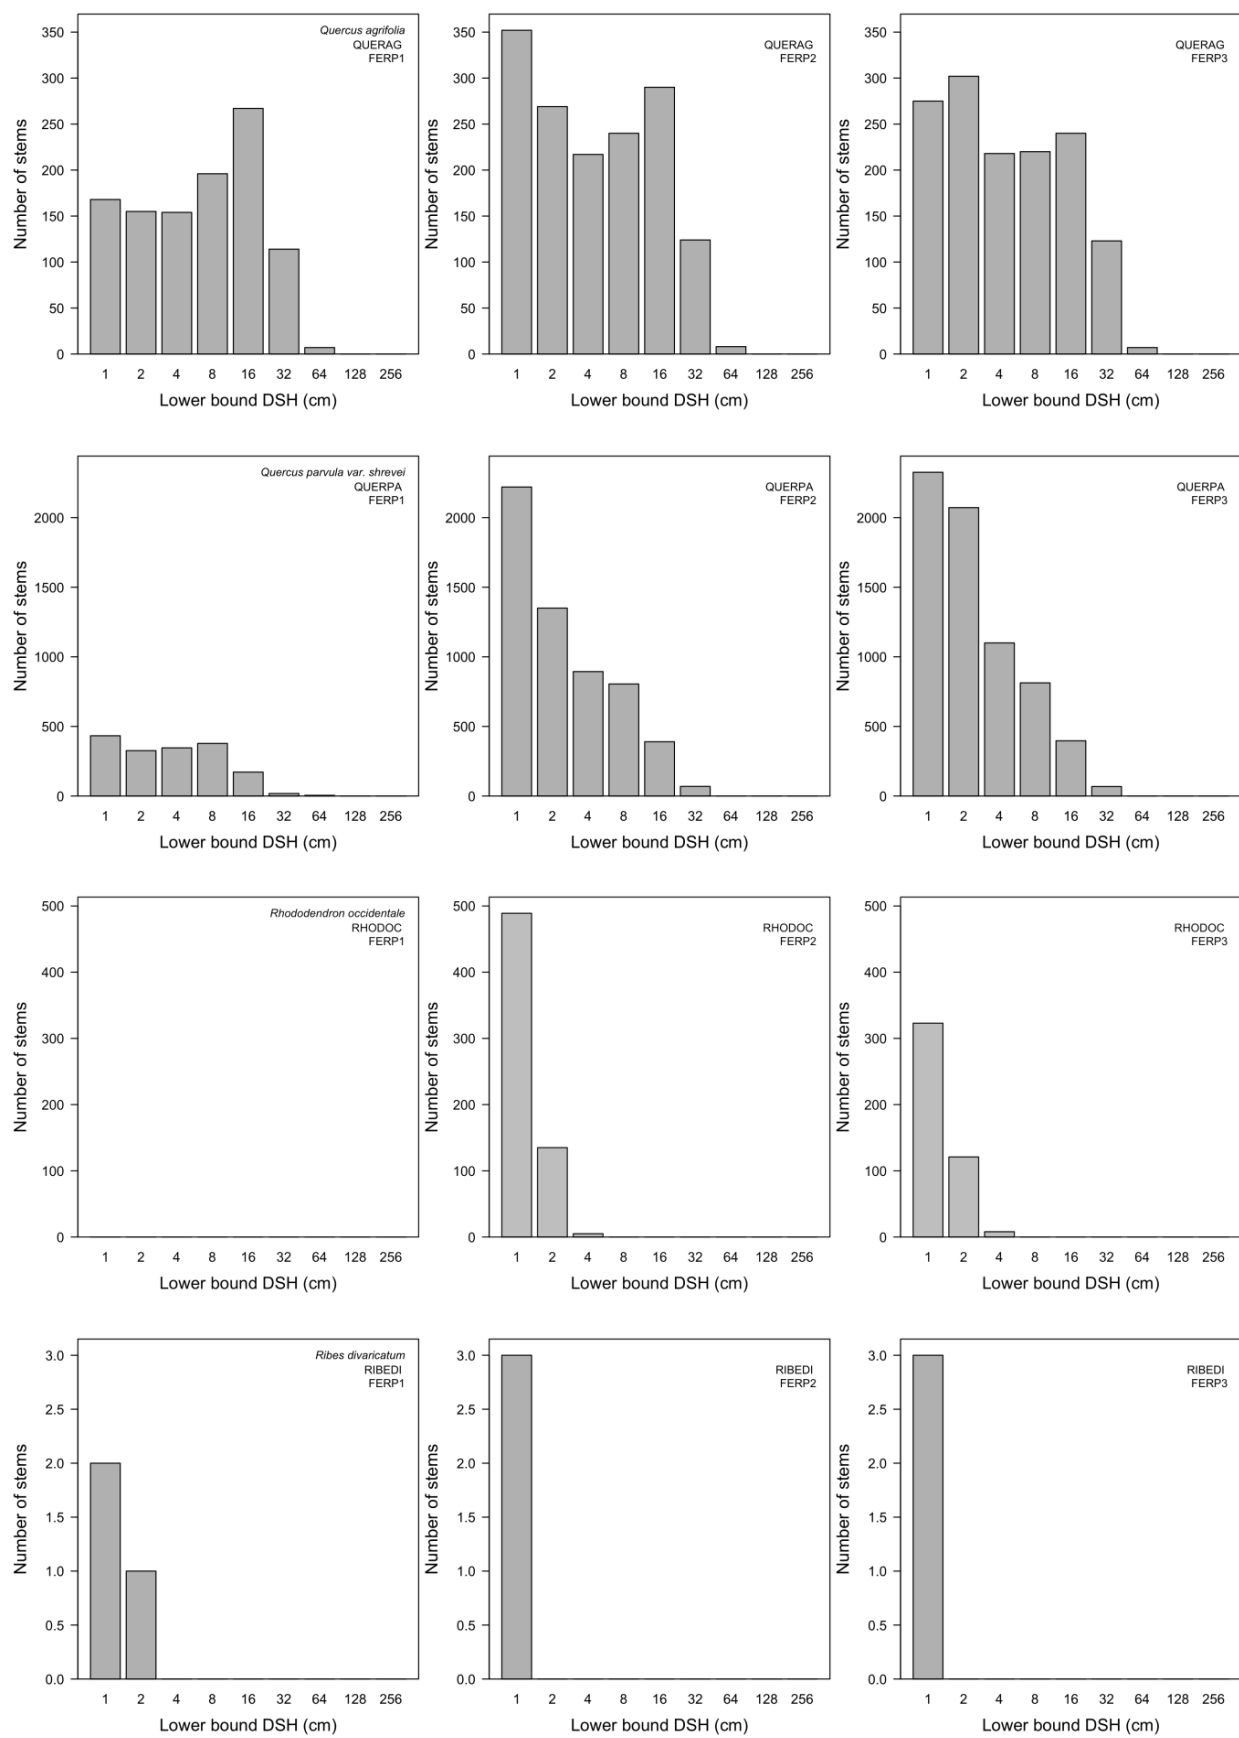 350
300
250
200
150
100
50
0
Number of stems
Quercus agrifolia
QUERAG
FERP1
1 2 4 8 16 32 64 128 256
Lower bound DSH (cm)
350
300
250
200
150
100
50
0
Number of stems
QUERAG
FERP2
1 2 4 8 16 32 64 128 256
Lower bound DSH (cm)
350
300
250
200
150
100
50
0
Number of stems
QUERAG
FERP3
1 2 4 8 16 32 64 128 256
Lower bound DSH (cm)
2000
1500
1000
500
0
Number of stems
Quercus parvula var. shrevei
QUERPA
FERP1
1 2 4 8 16 32 64 128 256
Lower bound DSH (cm)
2000
1500
1000
500
0
Number of stems
QUERPA
FERP2
1 2 4 8 16 32 64 128 256
Lower bound DSH (cm)
2000
1500
1000
500
0
Number of stems
QUERPA
FERP3
1 2 4 8 16 32 64 128 256
Lower bound DSH (cm)
500
400
300
200
100
0
Number of stems
Rhododendron occidentale
RHODOC
FERP1
1 2 4 8 16 32 64 128 256
Lower bound DSH (cm)
500
400
300
200
100
0
Number of stems
RHODOC
FERP2
1 2 4 8 16 32 64 128 256
Lower bound DSH (cm)
500
400
300
200
100
0
Number of stems
RHODOC
FERP3
1 2 4 8 16 32 64 128 256
Lower bound DSH (cm)
3.0
2.5
2.0
1.5
1.0
0.5
0.0
Number of stems
Ribes divaricatum
RIBEDI
FERP1
1 2 4 8 16 32 64 128 256
Lower bound DSH (cm)
3.0
2.5
2.0
1.5
1.0
0.5
0.0
Number of stems
RIBEDI
FERP2
1 2 4 8 16 32 64 128 256
Lower bound DSH (cm)
3.0
2.5
2.0
1.5
1.0
0.5
0.0
Number of stems
RIBEDI
FERP3
1 2 4 8 16 32 64 128 256
Lower bound DSH (cm)